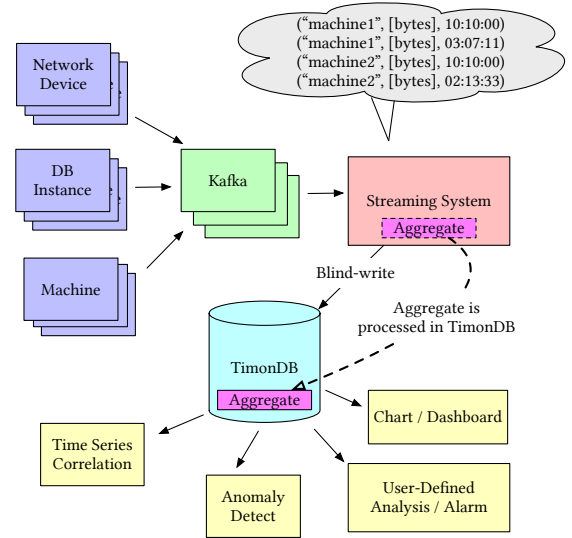 ("machine1", [bytes], 10:10:00)
("machine1", [bytes], 03:07:11)
("machine2", [bytes], 10:10:00)
("machine2", [bytes], 02:13:33)
Network
Device
DB
Instance
Machine
Kafka
Streaming System
Aggregate
Blind-write
Aggregate is
processed in TimonDB
TimonDB
Aggregate
Chart / Dashboard
Time Series
Correlation
Anomaly
Detect
User-Defined
Analysis / Alarm